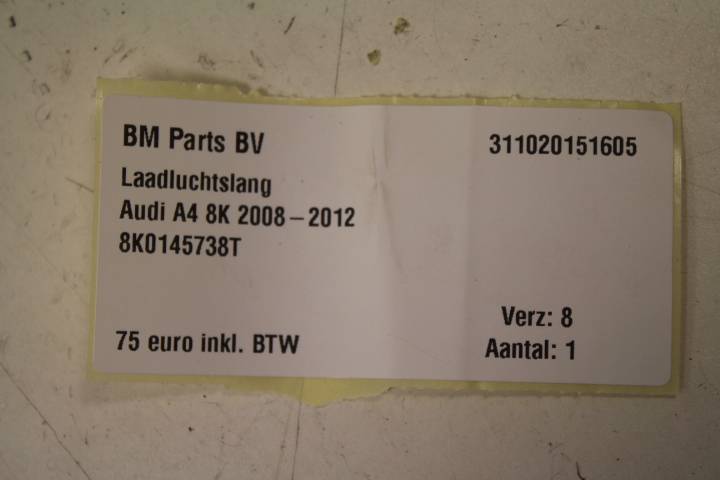 BM Parts BV
311020151605
Laadluchtslang
Audi A4 8K 2008-2012
8K0145738T
Verz: 8
75 euro inkl. BTW
Aantal: 1